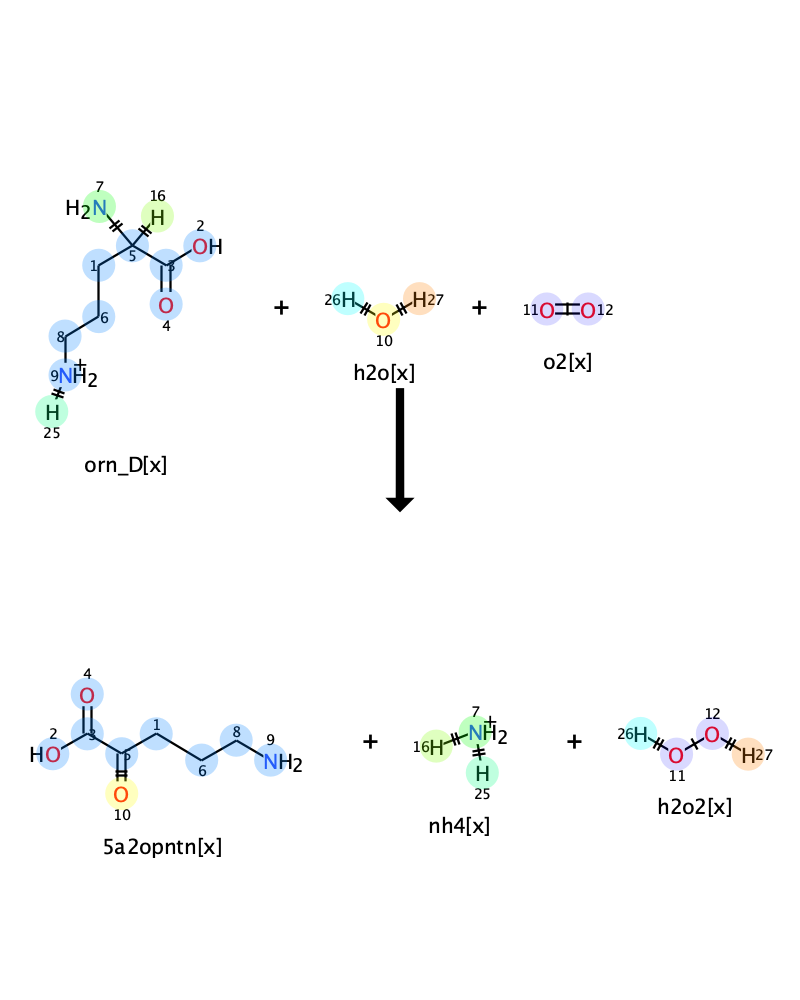 7
16
H₂N
H
2
OH
5
1
3
O
4
6
8
+
9
NH₂
H
25
orn_D[x]
+
26
H
H
27
O
10
h2o[x]
+
11
O
O
12
o2[x]
4
O
2
3
1
8
9
HO
5
6
NH₂
O
10
5a2opntn[x]
+
7
+
16
H
NH₂
H
25
nh4[x]
+
26
H
12
O
O
11
H
27
h2o2[x]